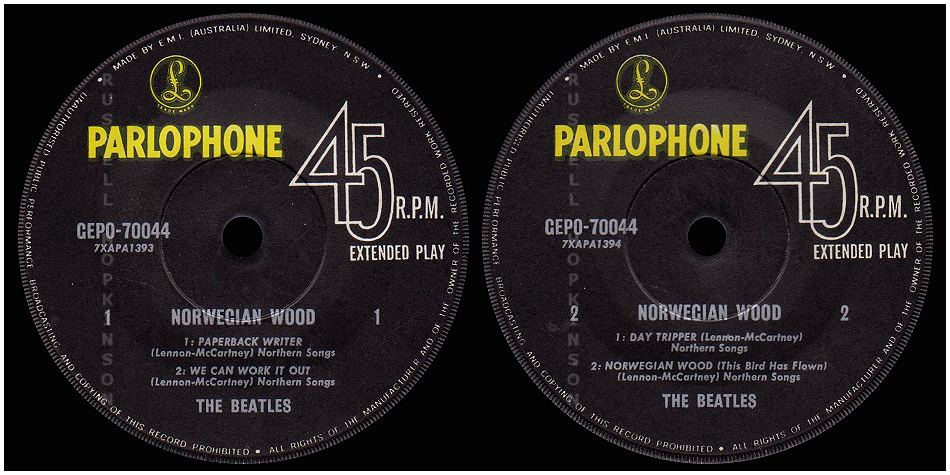 MADE BY E.M.I. (AUSTRALIA) LIMITED, SYDNEY, N.S.W.
UNAUTHORISED PUBLIC PERFORMANCE BROADCASTING AND COPYING OF THIS RECORD PROHIBITED • ALL RIGHTS OF THE MANUFACTURER AND OF THE OWNER OF THE RECORDED WORK RESERVED
£
TRADE MARK
PARLOPHONE
45
R.P.M.
EXTENDED PLAY
GEPO-70044
7XAPA1393
1 NORWEGIAN WOOD 1
1: PAPERBACK WRITER
(Lennon-McCartney) Northern Songs
2: WE CAN WORK IT OUT
(Lennon-McCartney) Northern Songs
THE BEATLES
RUSSELL HOPKINSON
MADE BY E.M.I. (AUSTRALIA) LIMITED, SYDNEY, N.S.W.
UNAUTHORISED PUBLIC PERFORMANCE BROADCASTING AND COPYING OF THIS RECORD PROHIBITED • ALL RIGHTS OF THE MANUFACTURER AND OF THE OWNER OF THE RECORDED WORK RESERVED
£
TRADE MARK
PARLOPHONE
45
R.P.M.
EXTENDED PLAY
GEPO-70044
7XAPA1394
2 NORWEGIAN WOOD 2
1: DAY TRIPPER (Lennon-McCartney)
Northern Songs
2: NORWEGIAN WOOD (This Bird Has Flown)
(Lennon-McCartney) Northern Songs
THE BEATLES
RUSSELL HOPKINSON